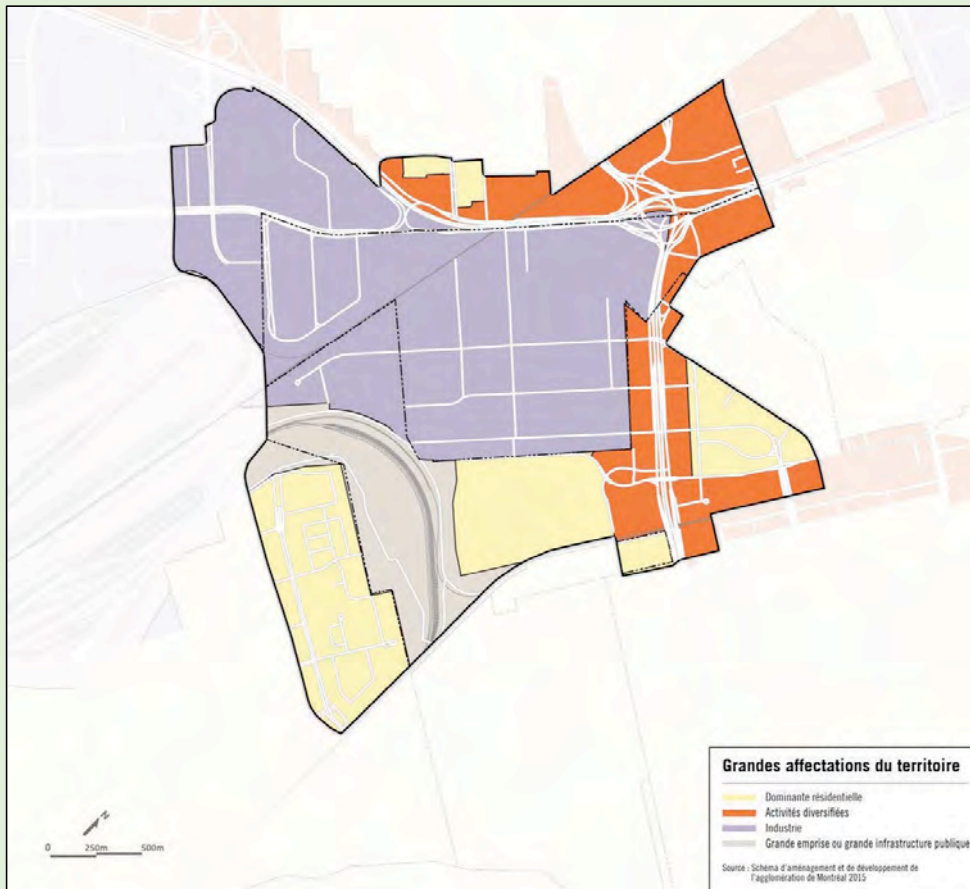 N
0 250m 500m
Grandes affectations du territoire
Dominante résidentielle
Activités diversifiées
Industrie
Grande emprise ou grande infrastructure publique
Source : Schéma d'aménagement et de développement de
l'agglomération de Montréal 2015